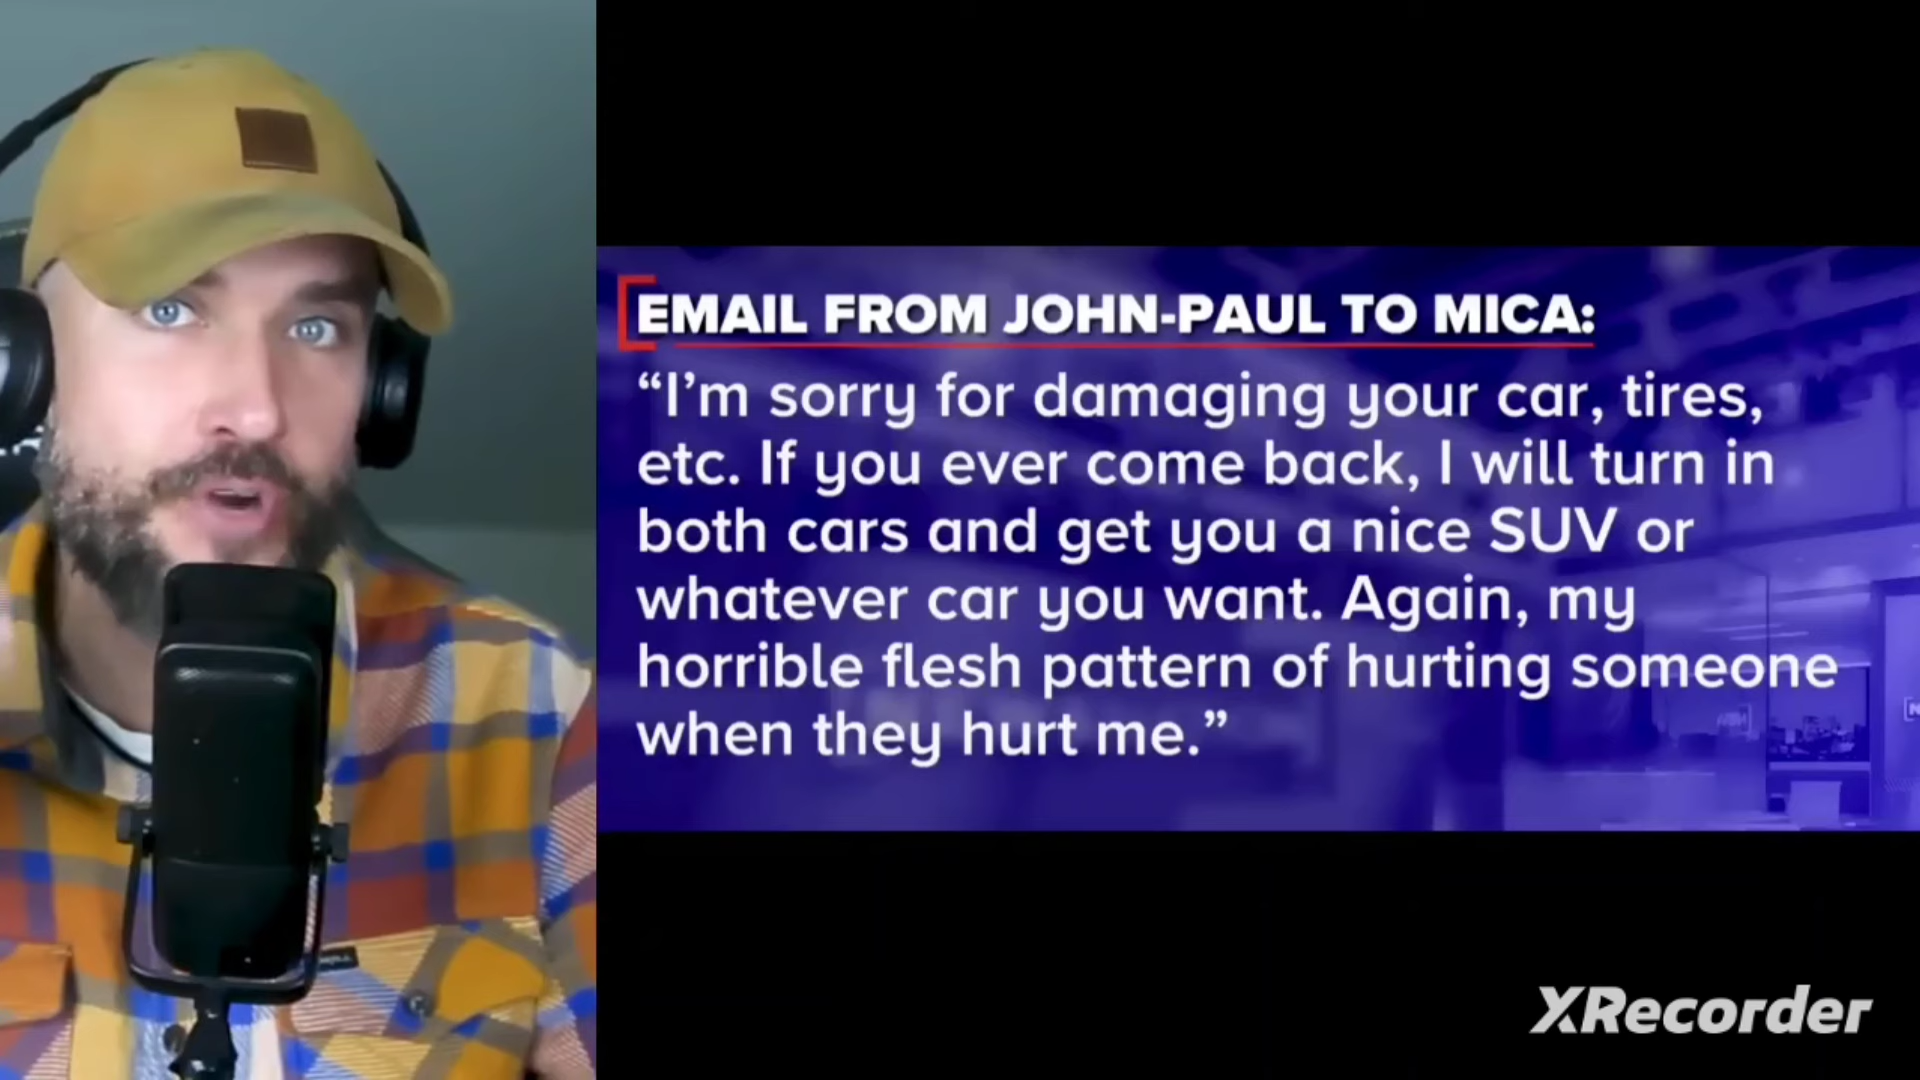 EMAIL FROM JOHN-PAUL TO MICA:
“I’m sorry for damaging your car, tires,
etc. If you ever come back, I will turn in
both cars and get you a nice SUV or
whatever car you want. Again, my
horrible flesh pattern of hurting someone
when they hurt me.”
XRecorder